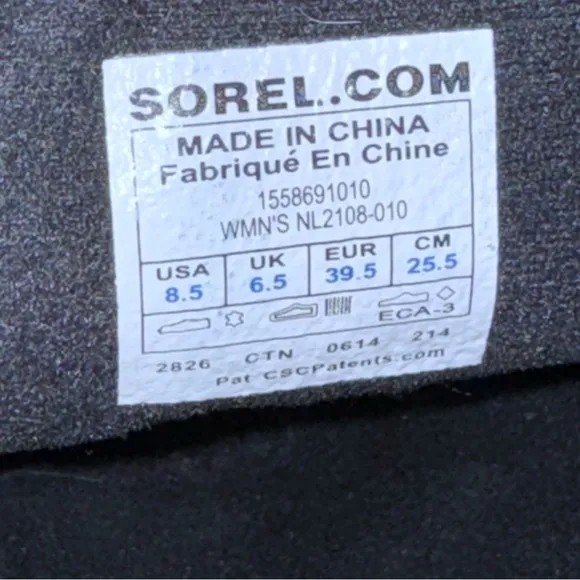 SOREL..COM
MADE IN CHINA
Fabriqué En Chine
1558691010
WMN'S NL2108-010
USA UK EUR CM
8.5 6.5 39.5 25.5
ECA-3
2826 CTN 0614 214
Pat CSCPatents.com